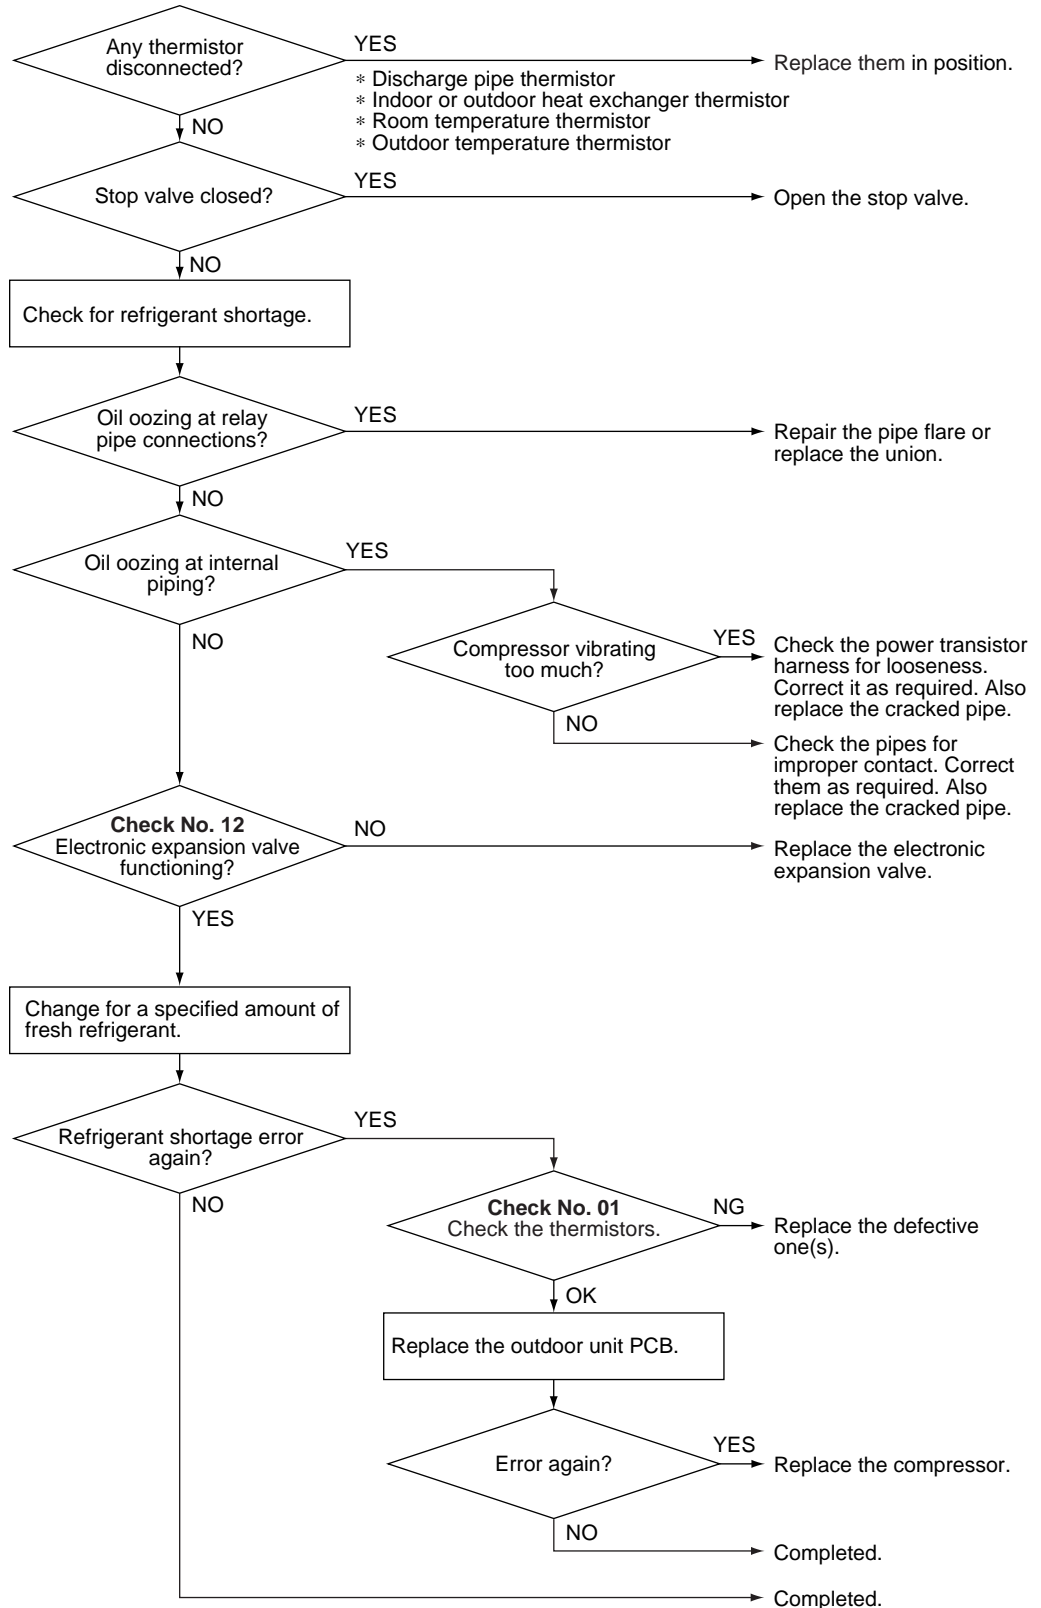 Any thermistor
disconnected?
YES
Replace them in position.
∗ Discharge pipe thermistor
∗ Indoor or outdoor heat exchanger thermistor
∗ Room temperature thermistor
∗ Outdoor temperature thermistor
NO
Stop valve closed?
YES
Open the stop valve.
NO
Check for refrigerant shortage.
Oil oozing at relay
pipe connections?
YES
Repair the pipe flare or
replace the union.
NO
Oil oozing at internal
piping?
YES
NO
Compressor vibrating
too much?
YES
Check the power transistor
harness for looseness.
Correct it as required. Also
replace the cracked pipe.
NO
Check the pipes for
improper contact. Correct
them as required. Also
replace the cracked pipe.
Check No. 12
Electronic expansion valve
functioning?
NO
Replace the electronic
expansion valve.
YES
Change for a specified amount of
fresh refrigerant.
Refrigerant shortage error
again?
YES
NO
Check No. 01
Check the thermistors.
NG
Replace the defective
one(s).
OK
Replace the outdoor unit PCB.
Error again?
YES
Replace the compressor.
NO
Completed.
Completed.